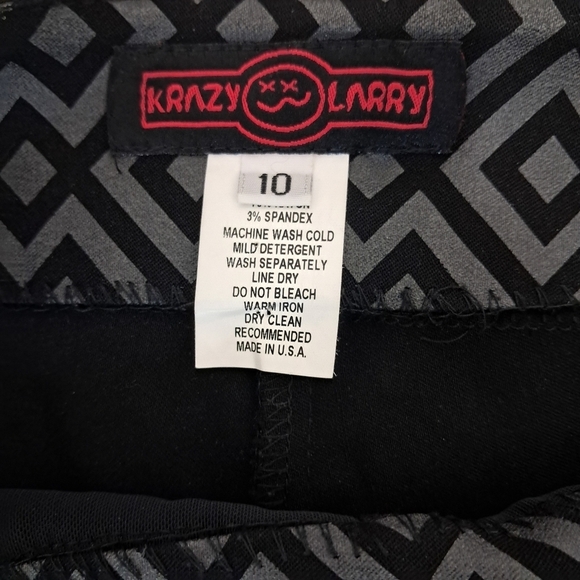 KRAZY LARRY
10
3% SPANDEX
MACHINE WASH COLD
MILD DETERGENT
WASH SEPARATELY
LINE DRY
DO NOT BLEACH
WARM IRON
DRY CLEAN
RECOMMENDED
MADE IN U.S.A.